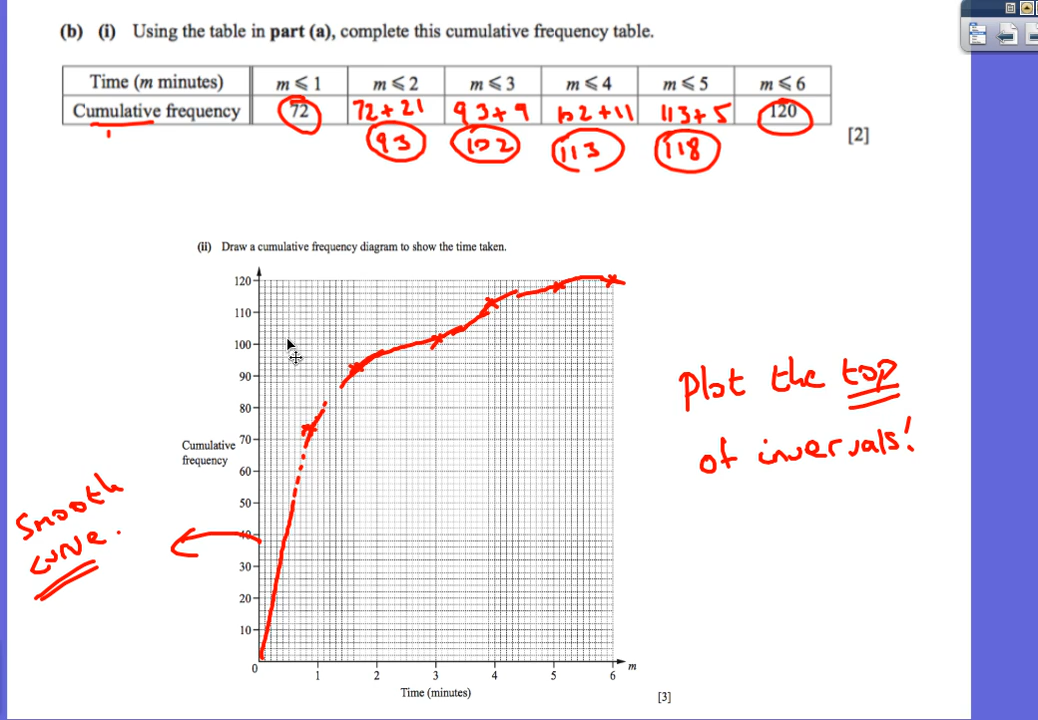 (b) (i) Using the table in part (a), complete this cumulative frequency table.
Time (m minutes) m ⩽ 1 m ⩽ 2 m ⩽ 3 m ⩽ 4 m ⩽ 5 m ⩽ 6
Cumulative frequency 72 72+21 93+9 102+11 113+5 120
93 102 113 118
[2]
(ii) Draw a cumulative frequency diagram to show the time taken.
120
110
100
90
80
Cumulative 70
frequency
60
50
40
30
20
10
0 1 2 3 4 5 6 m
Time (minutes)
[3]
Plot the top
of invervals!
Smooth
curve.